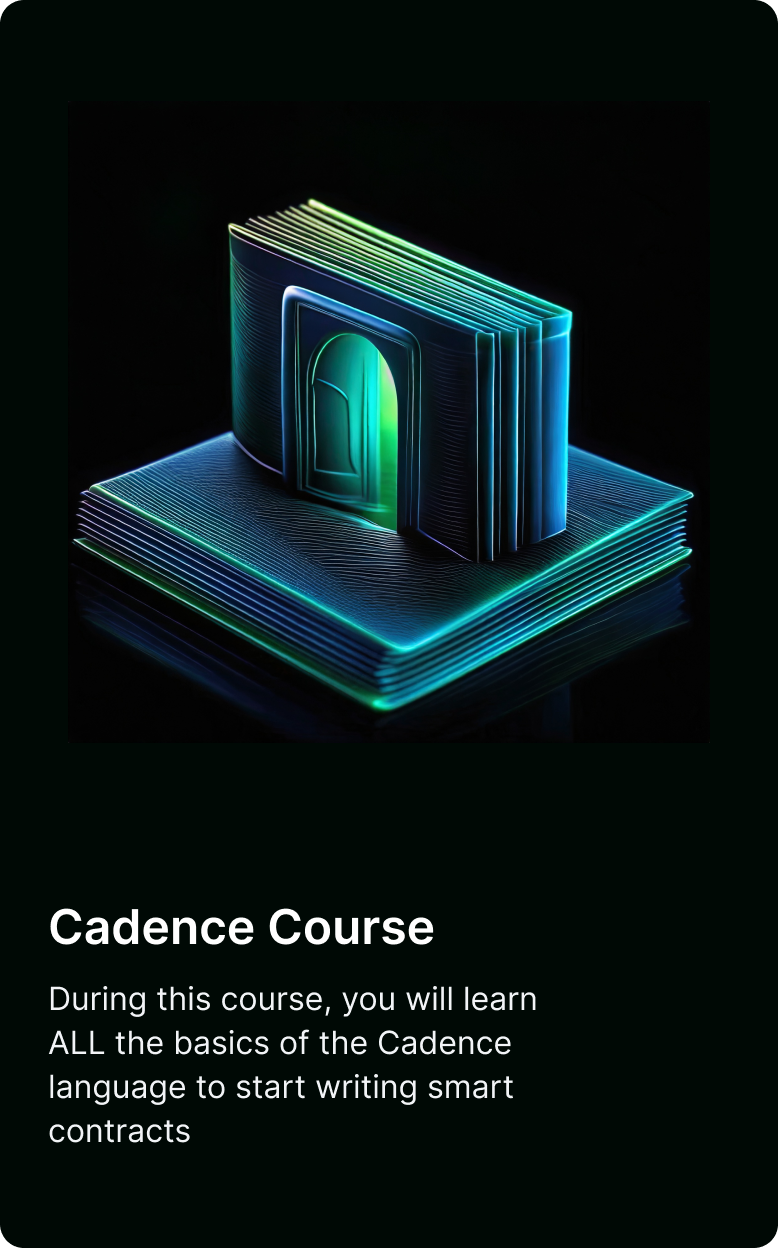 Cadence Course
During this course, you will learn
ALL the basics of the Cadence
language to start writing smart
contracts